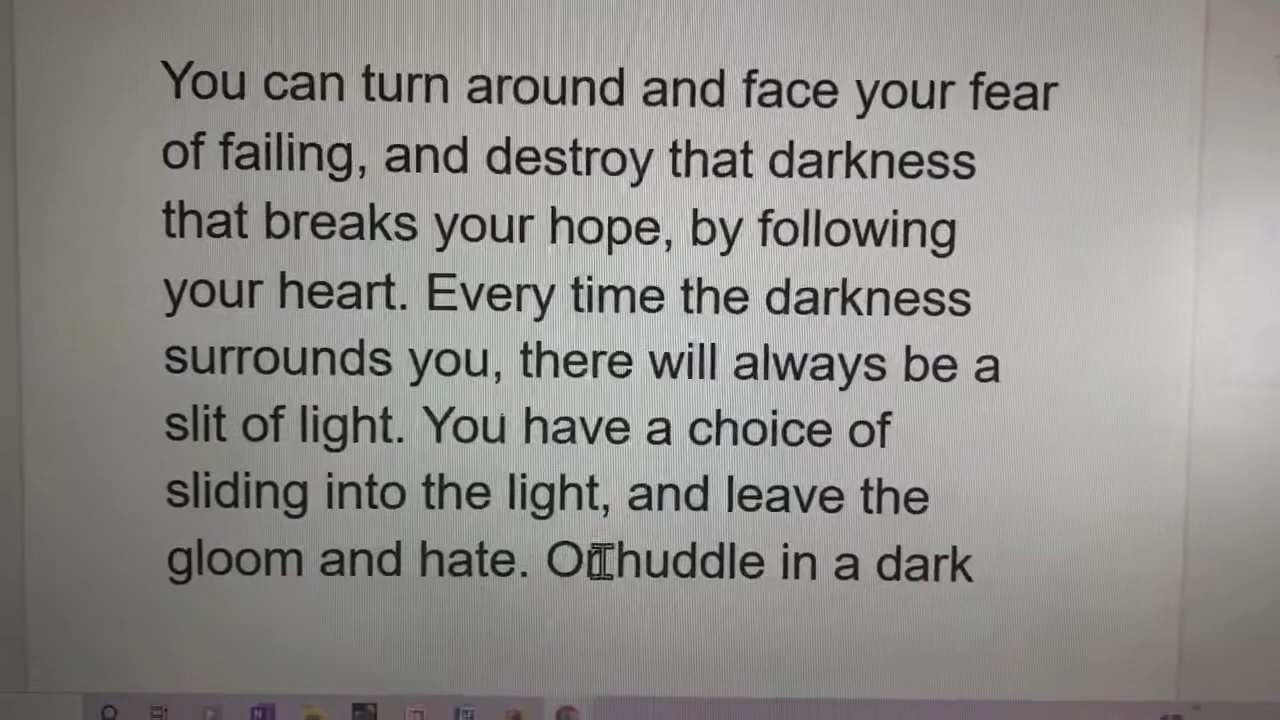 You can turn around and face your fear
of failing, and destroy that darkness
that breaks your hope, by following
your heart. Every time the darkness
surrounds you, there will always be a
slit of light. You have a choice of
sliding into the light, and leave the
gloom and hate. Or huddle in a dark